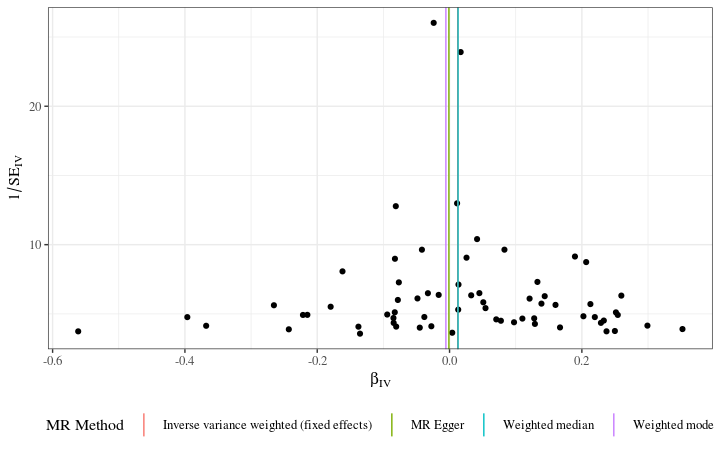 1/SE_IV
20
10
-0.6
-0.4
-0.2
0.0
0.2
β_IV
MR Method
Inverse variance weighted (fixed effects)
MR Egger
Weighted median
Weighted mode